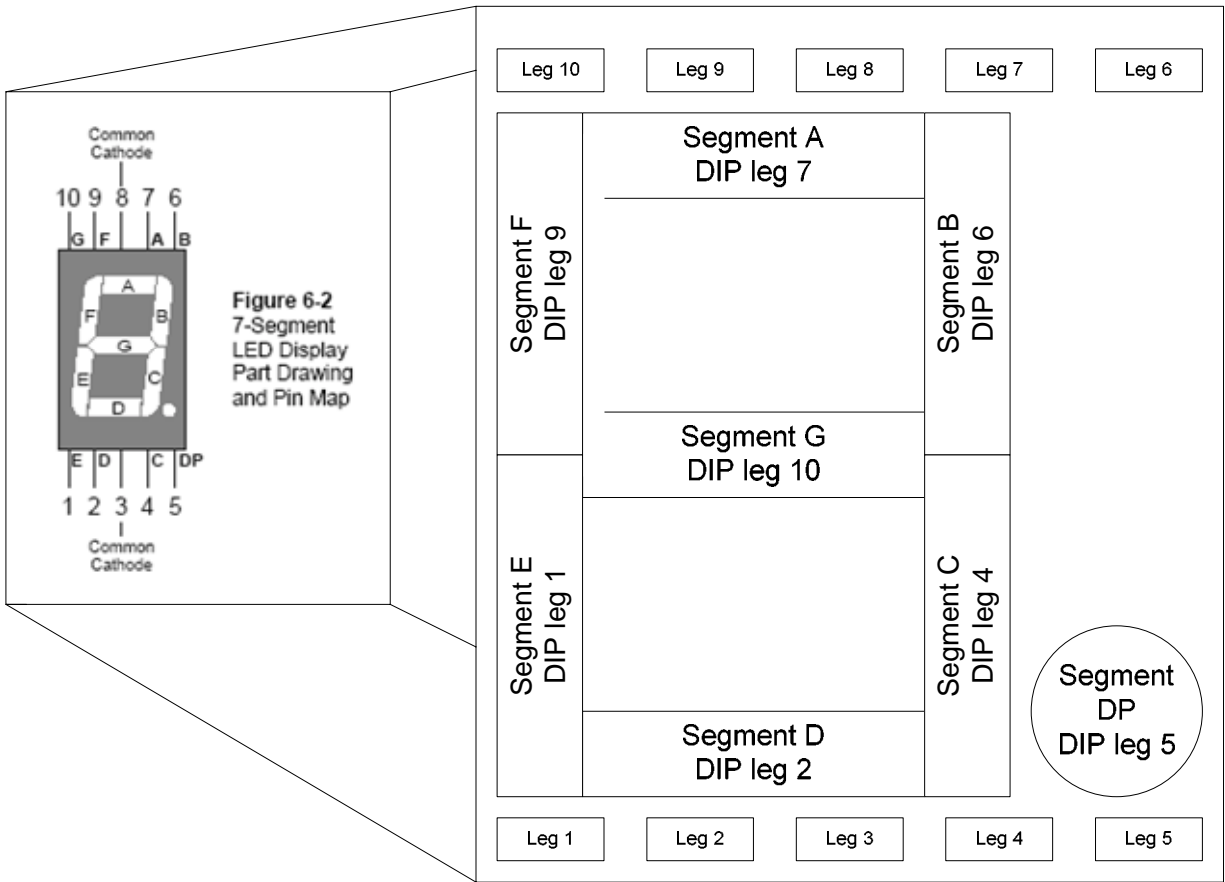 Common
Cathode
10 9 8 7 6
G F A B
A
F B
G
E C
D
E D C DP
1 2 3 4 5
Common
Cathode
Figure 6-2
7-Segment
LED Display
Part Drawing
and Pin Map
Leg 10 Leg 9 Leg 8 Leg 7 Leg 6
Segment A
DIP leg 7
Segment F
DIP leg 9
Segment B
DIP leg 6
Segment G
DIP leg 10
Segment E
DIP leg 1
Segment C
DIP leg 4
Segment
DP
DIP leg 5
Segment D
DIP leg 2
Leg 1 Leg 2 Leg 3 Leg 4 Leg 5